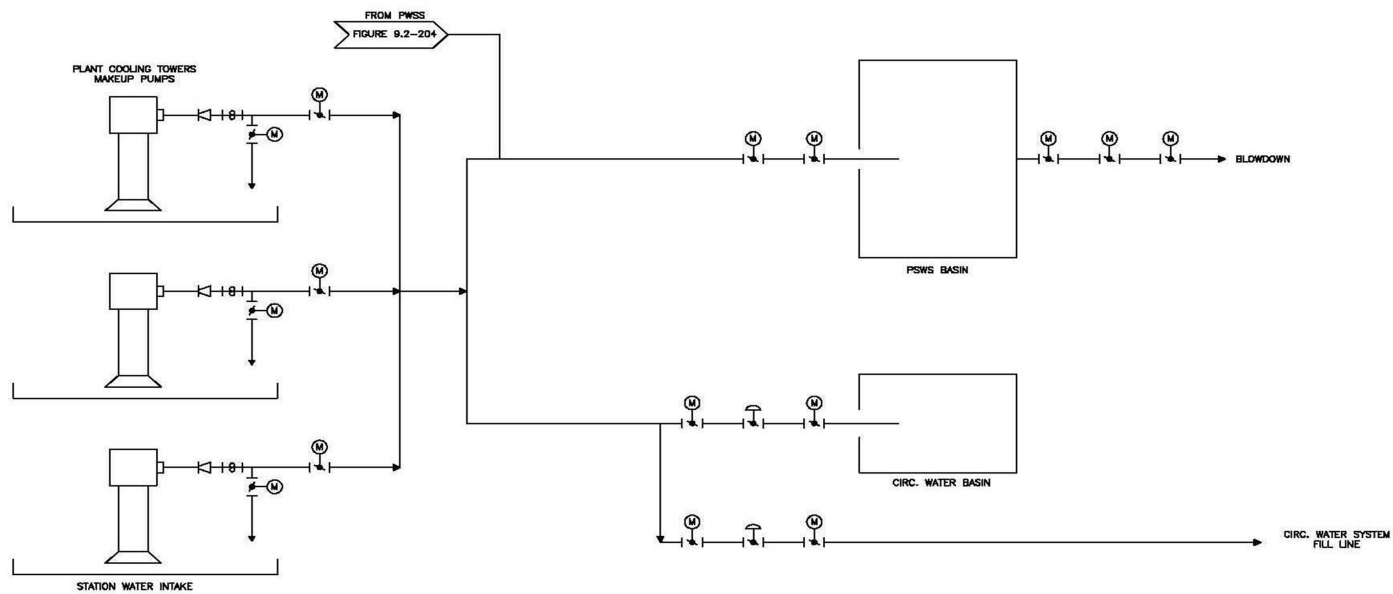 FROM PWSS
FIGURE 9.2-204
PLANT COOLING TOWERS
MAKEUP PUMPS
M
M
M
M
M
M
M
M
BLOWDOWN
PSWS BASIN
M
M
M
M
M
CIRC. WATER BASIN
M
M
M
M
CIRC. WATER SYSTEM
FILL LINE
STATION WATER INTAKE